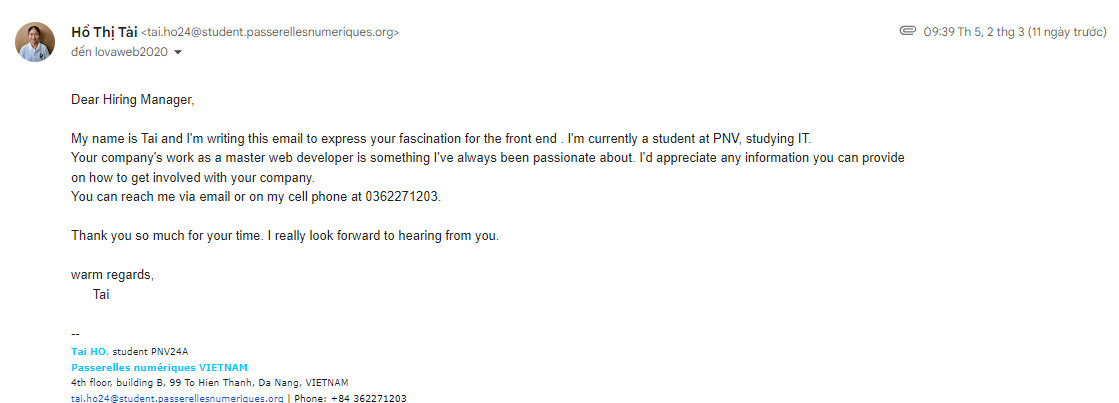 Hồ Thị Tài <tai.ho24@student.passerellesnumeriques.org>
09:39 Th 5, 2 thg 3 (11 ngày trước)
đến lovaweb2020
Dear Hiring Manager,
My name is Tai and I'm writing this email to express your fascination for the front end . I'm currently a student at PNV, studying IT.
Your company's work as a master web developer is something I've always been passionate about. I'd appreciate any information you can provide
on how to get involved with your company.
You can reach me via email or on my cell phone at 0362271203.
Thank you so much for your time. I really look forward to hearing from you.
warm regards,
Tai
--
Tai HO, student PNV24A
Passerelles numériques VIETNAM
4th floor, building B, 99 To Hien Thanh, Da Nang, VIETNAM
tai.ho24@student.passerellesnumeriques.org | Phone: +84 362271203